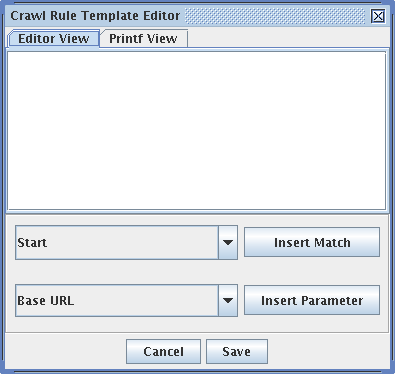 Crawl Rule Template Editor
Editor View Printf View
Start Insert Match
Base URL Insert Parameter
Cancel Save